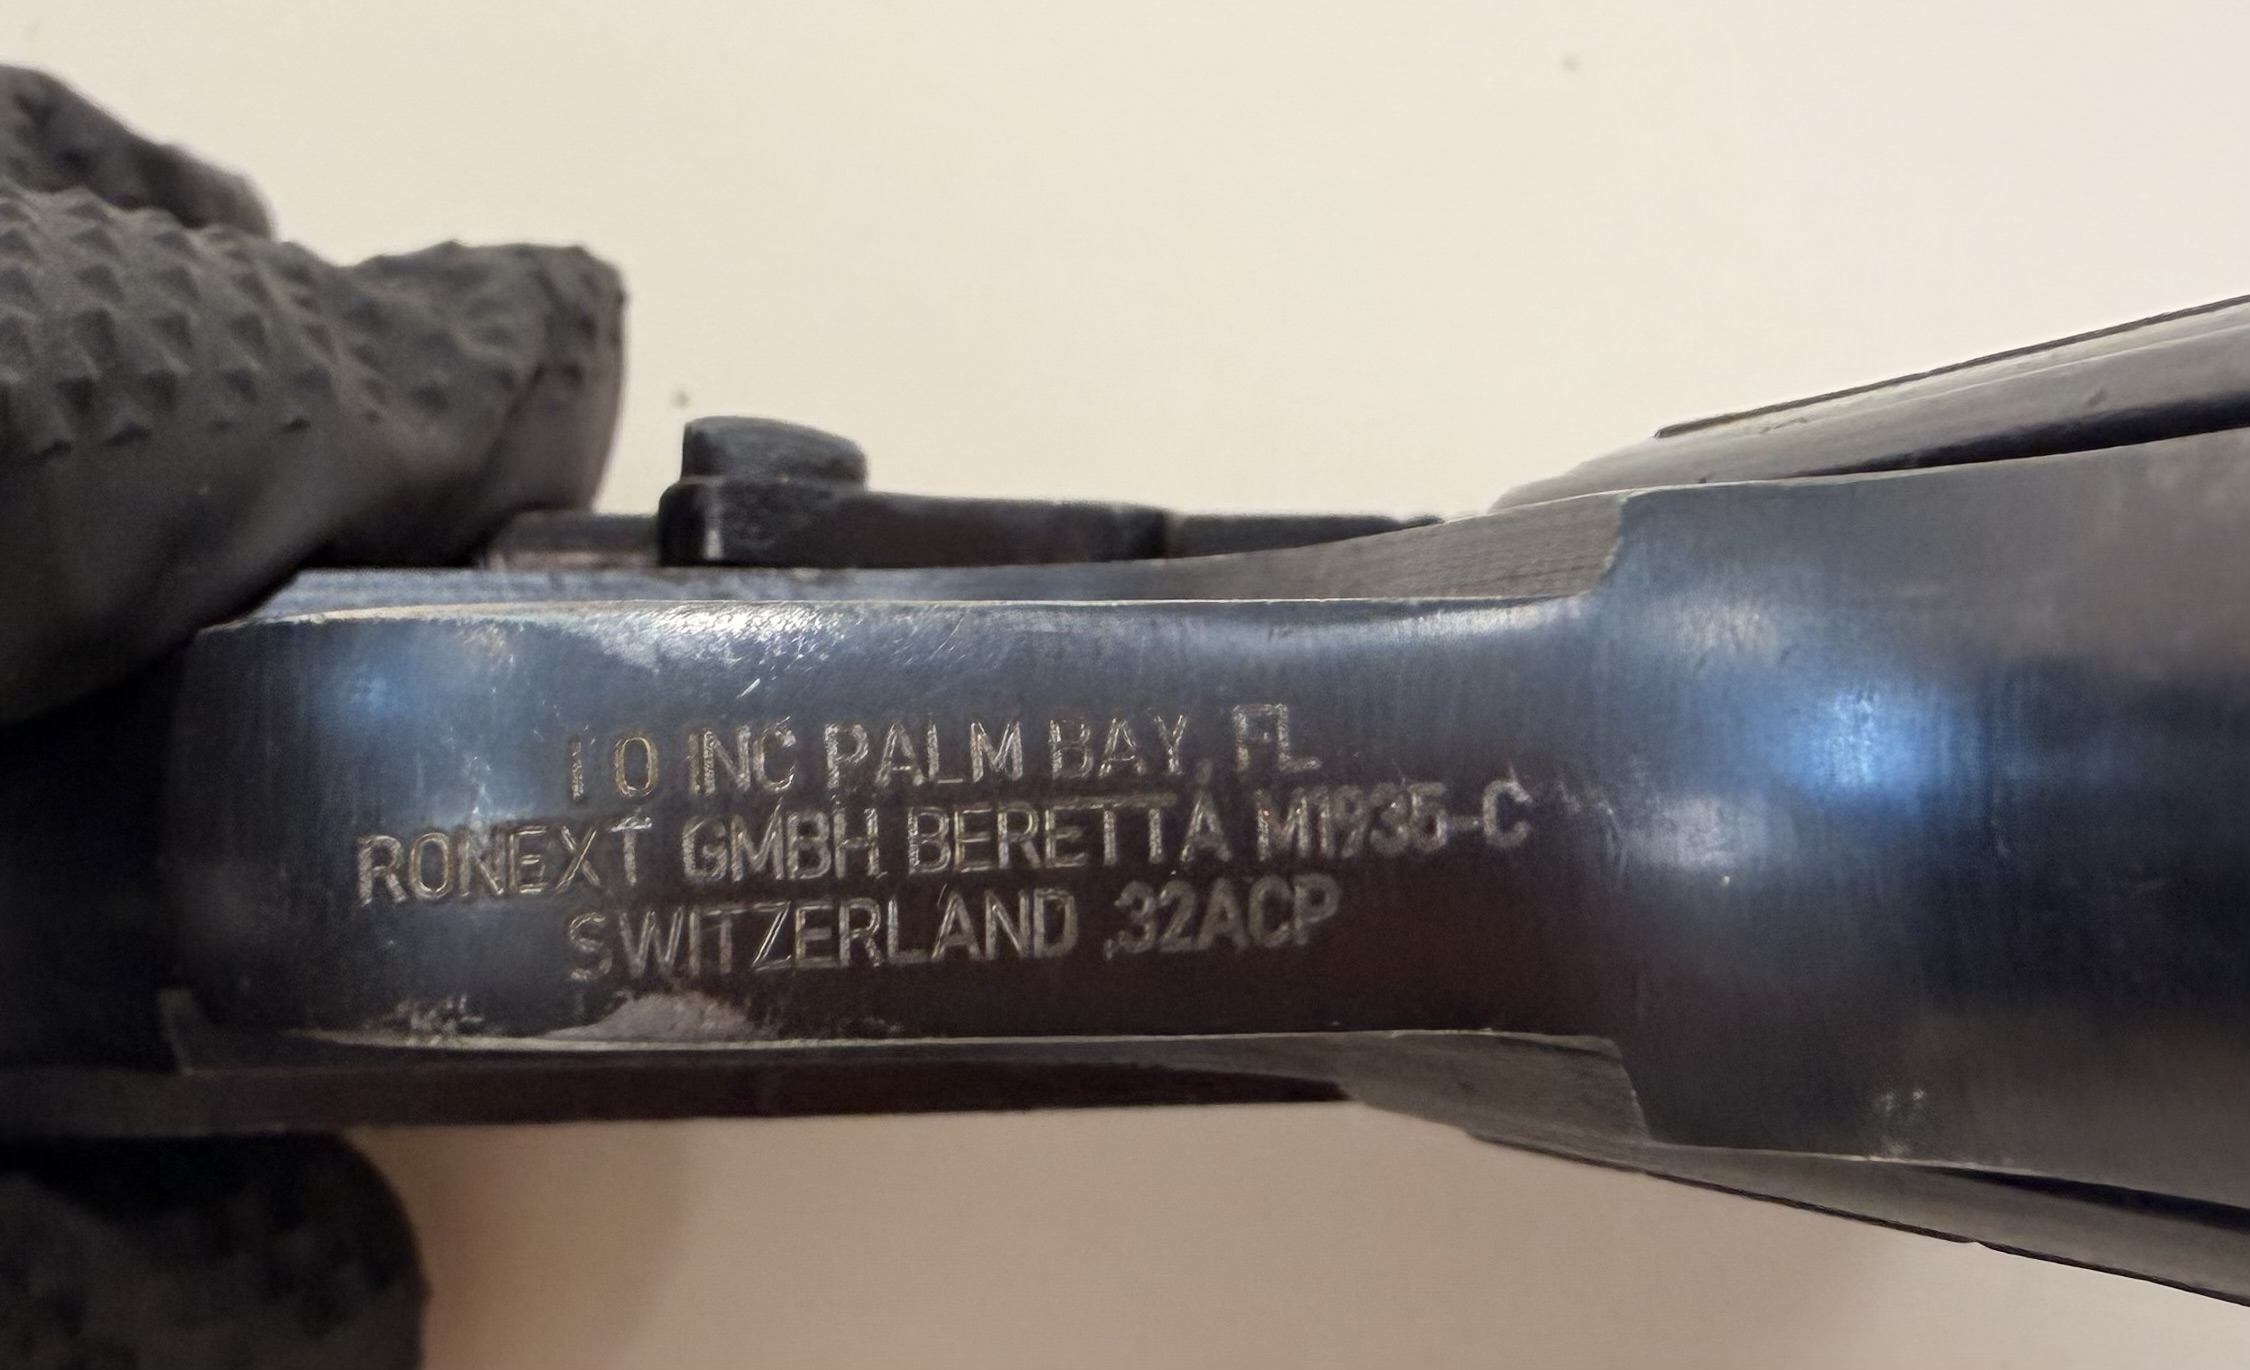 I O INC PALM BAY, FL
RONEXT GMBH BERETTA M1935-C
SWITZERLAND .32ACP